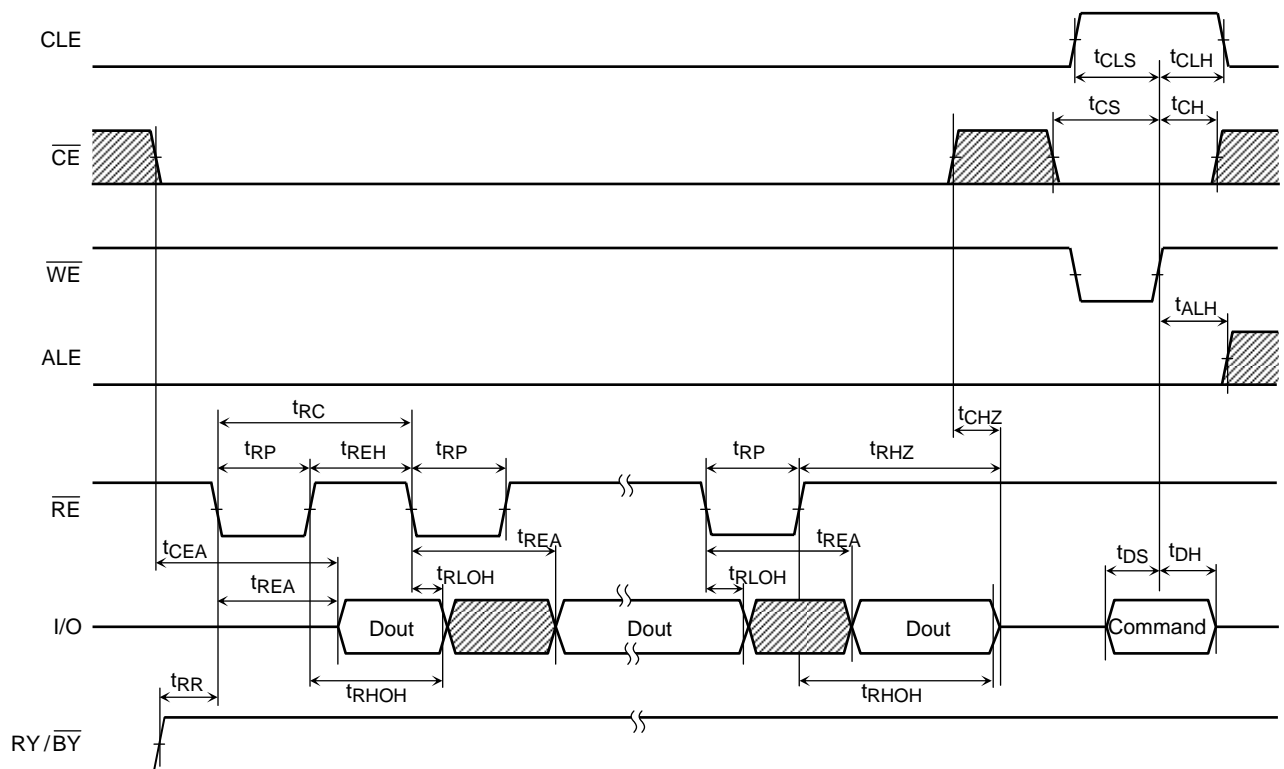 CLE
tCLS tCLH
tCS tCH
CE
WE
tALH
ALE
tRC
tCHZ
tRP tREH tRP tRP tRHZ
RE
tCEA tREA tREA
tREA tRLOH tRLOH tDS tDH
I/O Dout Dout Dout Command
tRR tRHOH tRHOH
RY/BY